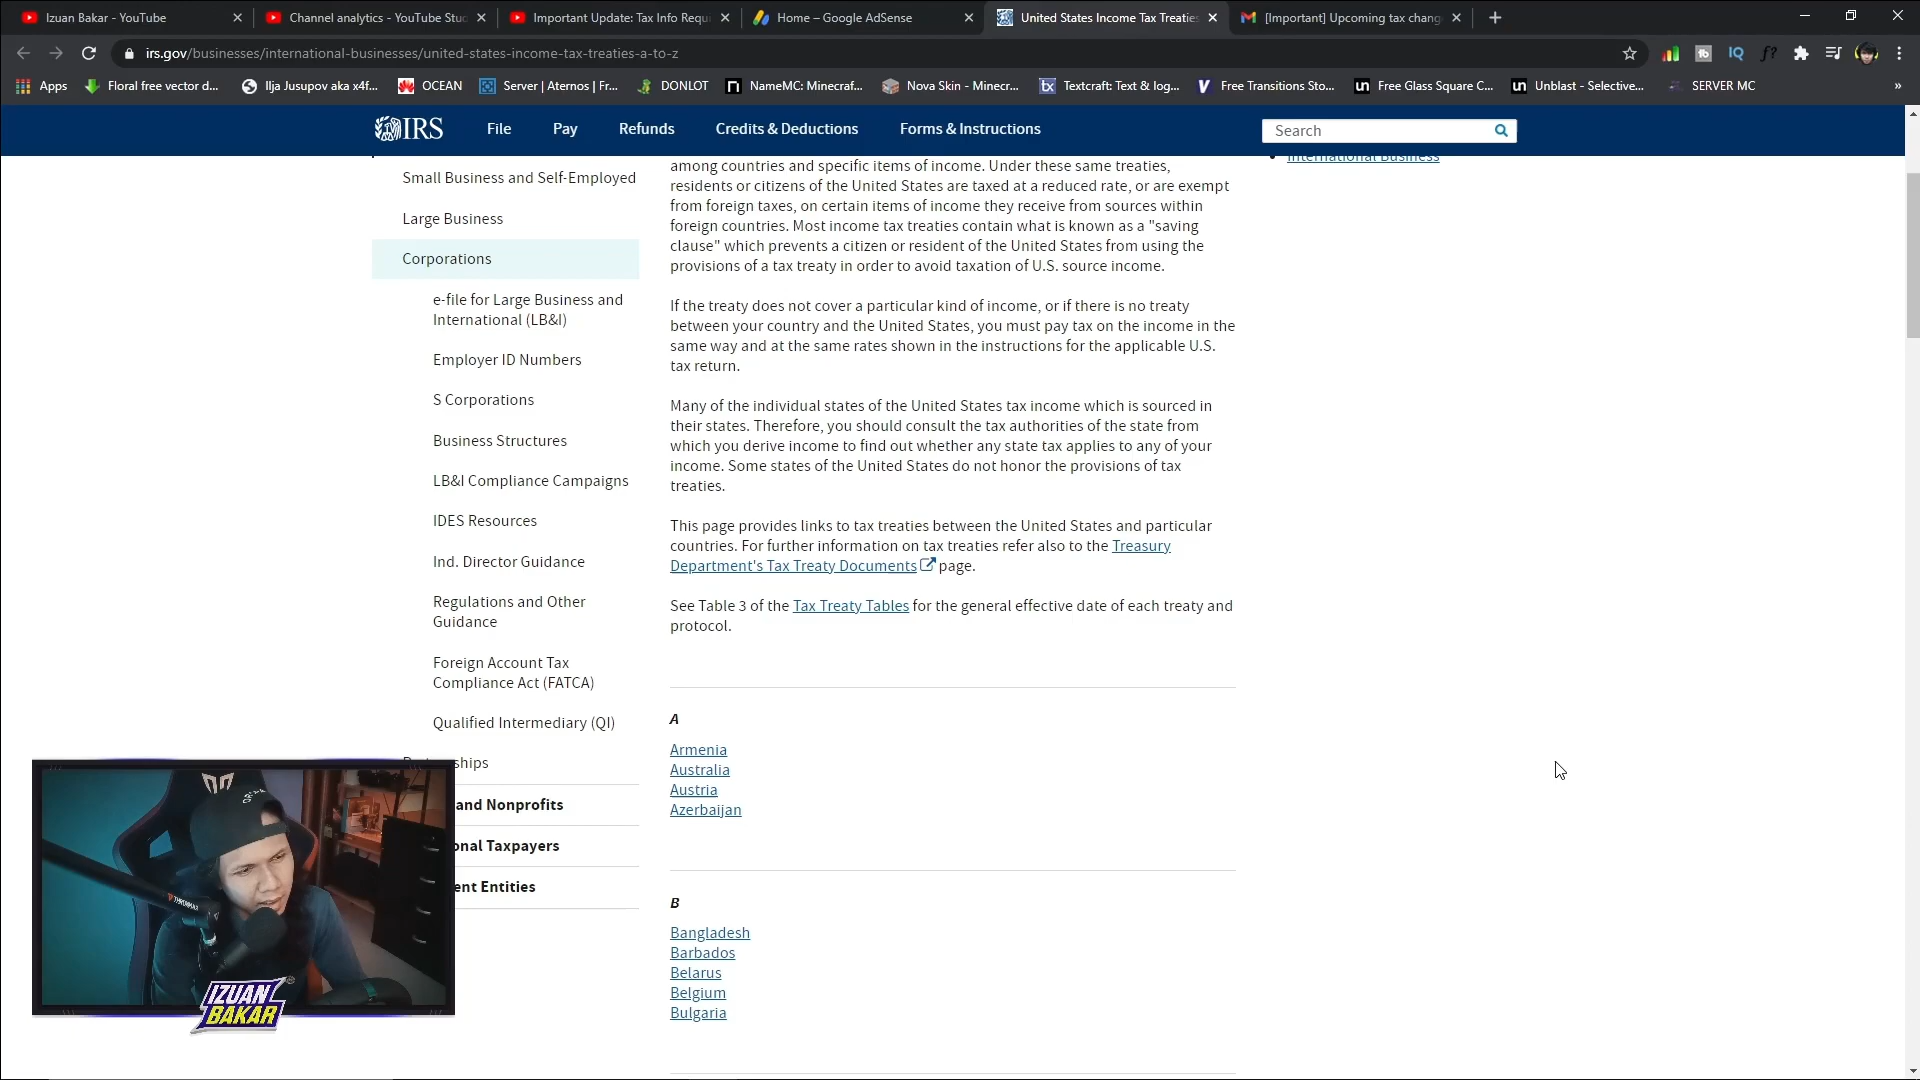 Izuan Bakar - YouTube
Channel analytics - YouTube Stud
Important Update: Tax Info Requi
Home – Google AdSense
United States Income Tax Treaties
[Important] Upcoming tax chang
irs.gov/businesses/international-businesses/united-states-income-tax-treaties-a-to-z
Apps
Floral free vector d...
Ilja Jusupov aka x4f...
OCEAN
Server | Aternos | Fr...
DONLOT
NameMC: Minecraf...
Nova Skin - Minecr...
Textcraft: Text & log...
Free Transitions Sto...
Free Glass Square C...
Unblast - Selective...
SERVER MC
IRS
File
Pay
Refunds
Credits & Deductions
Forms & Instructions
Search
Small Business and Self-Employed
Large Business
Corporations
e-file for Large Business and
International (LB&I)
Employer ID Numbers
S Corporations
Business Structures
LB&I Compliance Campaigns
IDES Resources
Ind. Director Guidance
Regulations and Other
Guidance
Foreign Account Tax
Compliance Act (FATCA)
Qualified Intermediary (QI)
and Nonprofits
Taxpayers
Entities
among countries and specific items of income. Under these same treaties,
residents or citizens of the United States are taxed at a reduced rate, or are exempt
from foreign taxes, on certain items of income they receive from sources within
foreign countries. Most income tax treaties contain what is known as a "saving
clause" which prevents a citizen or resident of the United States from using the
provisions of a tax treaty in order to avoid taxation of U.S. source income.
If the treaty does not cover a particular kind of income, or if there is no treaty
between your country and the United States, you must pay tax on the income in the
same way and at the same rates shown in the instructions for the applicable U.S.
tax return.
Many of the individual states of the United States tax income which is sourced in
their states. Therefore, you should consult the tax authorities of the state from
which you derive income to find out whether any state tax applies to any of your
income. Some states of the United States do not honor the provisions of tax
treaties.
This page provides links to tax treaties between the United States and particular
countries. For further information on tax treaties refer also to the Treasury
Department's Tax Treaty Documents page.
See Table 3 of the Tax Treaty Tables for the general effective date of each treaty and
protocol.
A
Armenia
Australia
Austria
Azerbaijan
B
Bangladesh
Barbados
Belarus
Belgium
Bulgaria
International Business
IZUAN
BAKAR